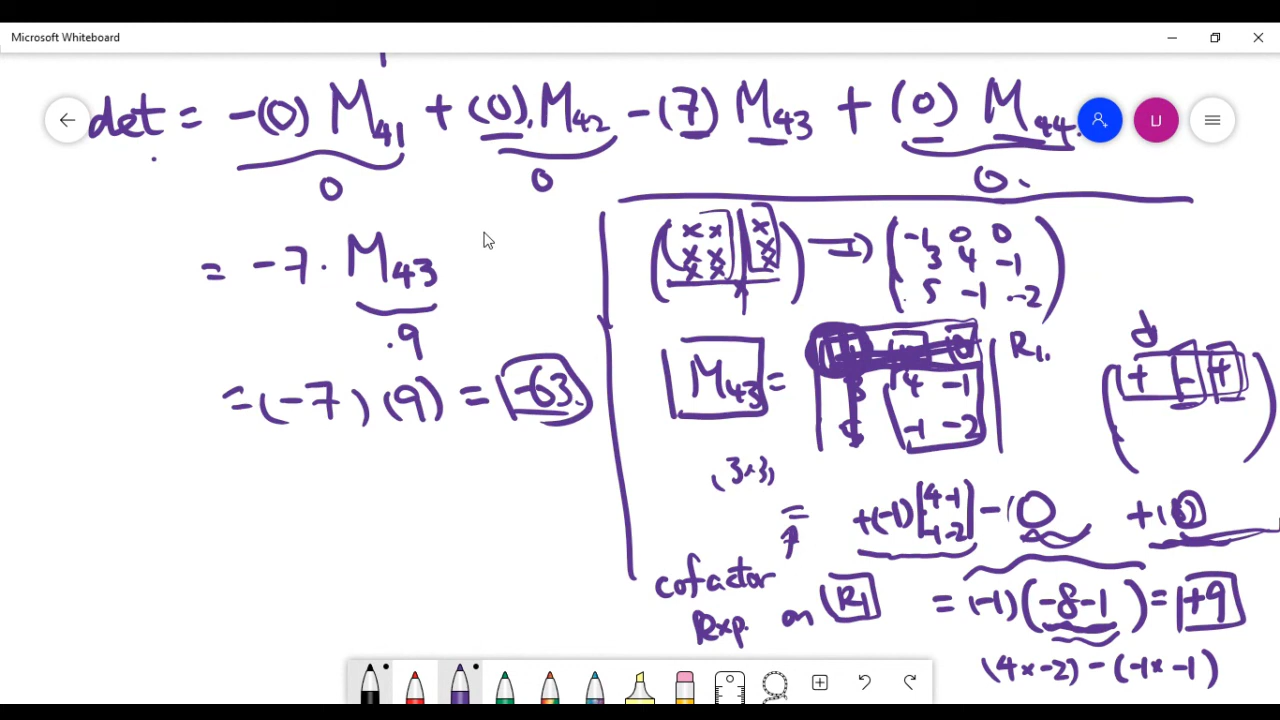 Microsoft Whiteboard
det = -(0) M41 + (0). M42 - (7) M43 + (0) M44.
0 0 0.
= -7. M43
.9
= (-7) (9) = -63.
( x x | x
x x | x
x x | x ) → ( -1 0 0
3 4 -1
5 -1 -2 )
M43 = | 3 4 -1 | R1.
5 -1 -2
( + - + )
(3×3)
= +(-1) | 4 -1
-1 -2 | - (0 + (0)
cofactor
exp. on R1
= (-1) (-8-1) = +9
(4 × -2) - (-1 × -1)
U